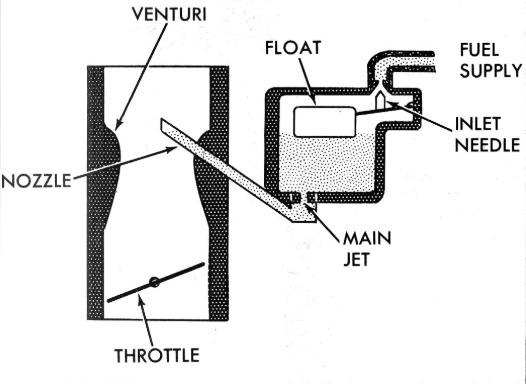 VENTURI
FLOAT
FUEL
SUPPLY
INLET
NEEDLE
NOZZLE
MAIN
JET
THROTTLE